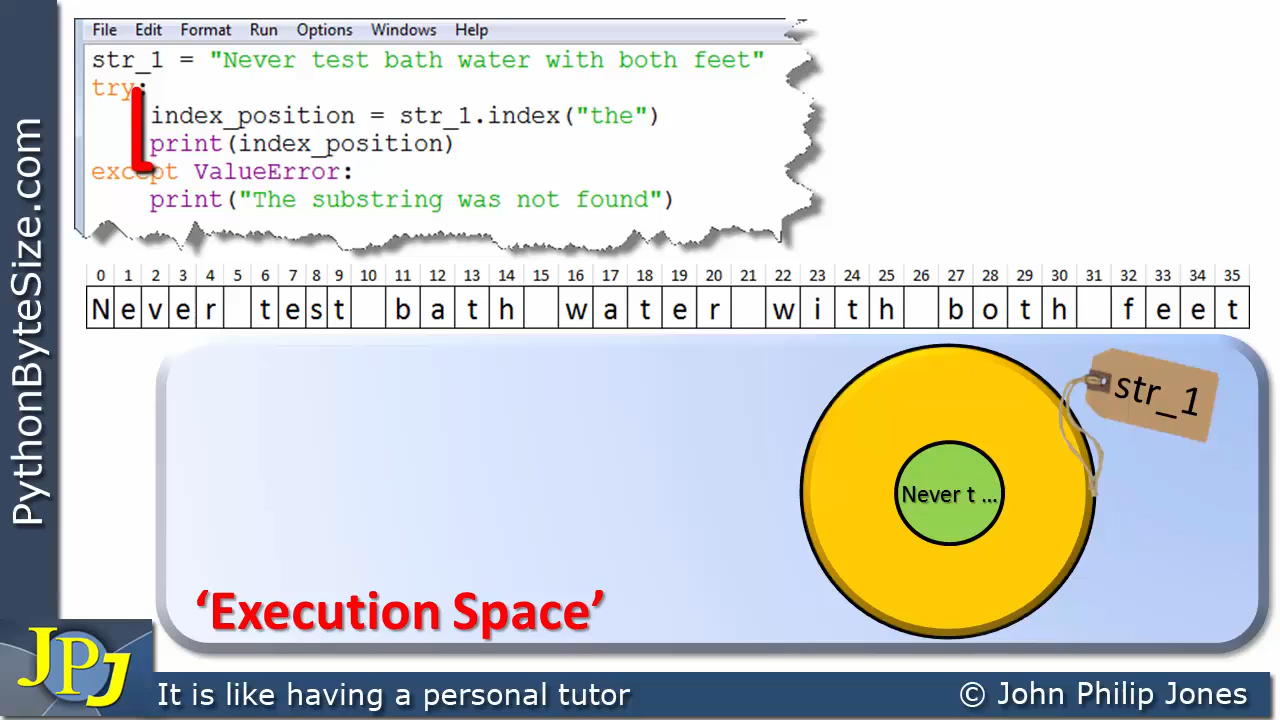 File Edit Format Run Options Windows Help
str_1 = "Never test bath water with both feet"
try:
index_position = str_1.index("the")
print(index_position)
except ValueError:
print("The substring was not found")
0 1 2 3 4 5 6 7 8 9 10 11 12 13 14 15 16 17 18 19 20 21 22 23 24 25 26 27 28 29 30 31 32 33 34 35
N e v e r t e s t b a t h w a t e r w i t h b o t h f e e t
str_1
Never t ...
‘Execution Space’
PythonByteSize.com
JPJ
It is like having a personal tutor
© John Philip Jones